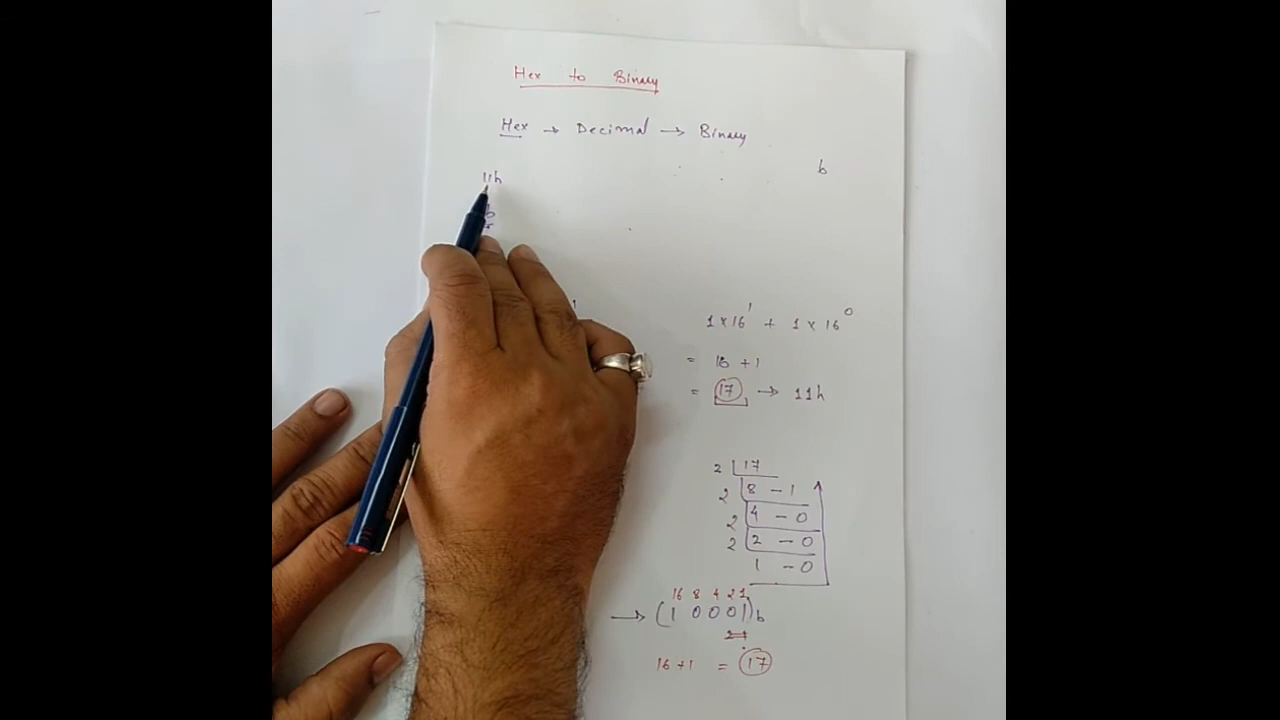 Hex to Binary
Hex → Decimal → Binary
b
11h
1 × 16¹ + 1 × 16⁰
= 16 + 1
= 17 → 11h
2 | 17
2 | 8 - 1
2 | 4 - 0
2 | 2 - 0
1 - 0
16 8 4 2 1
→ (1 0 0 0 1)b
16 + 1 = 17